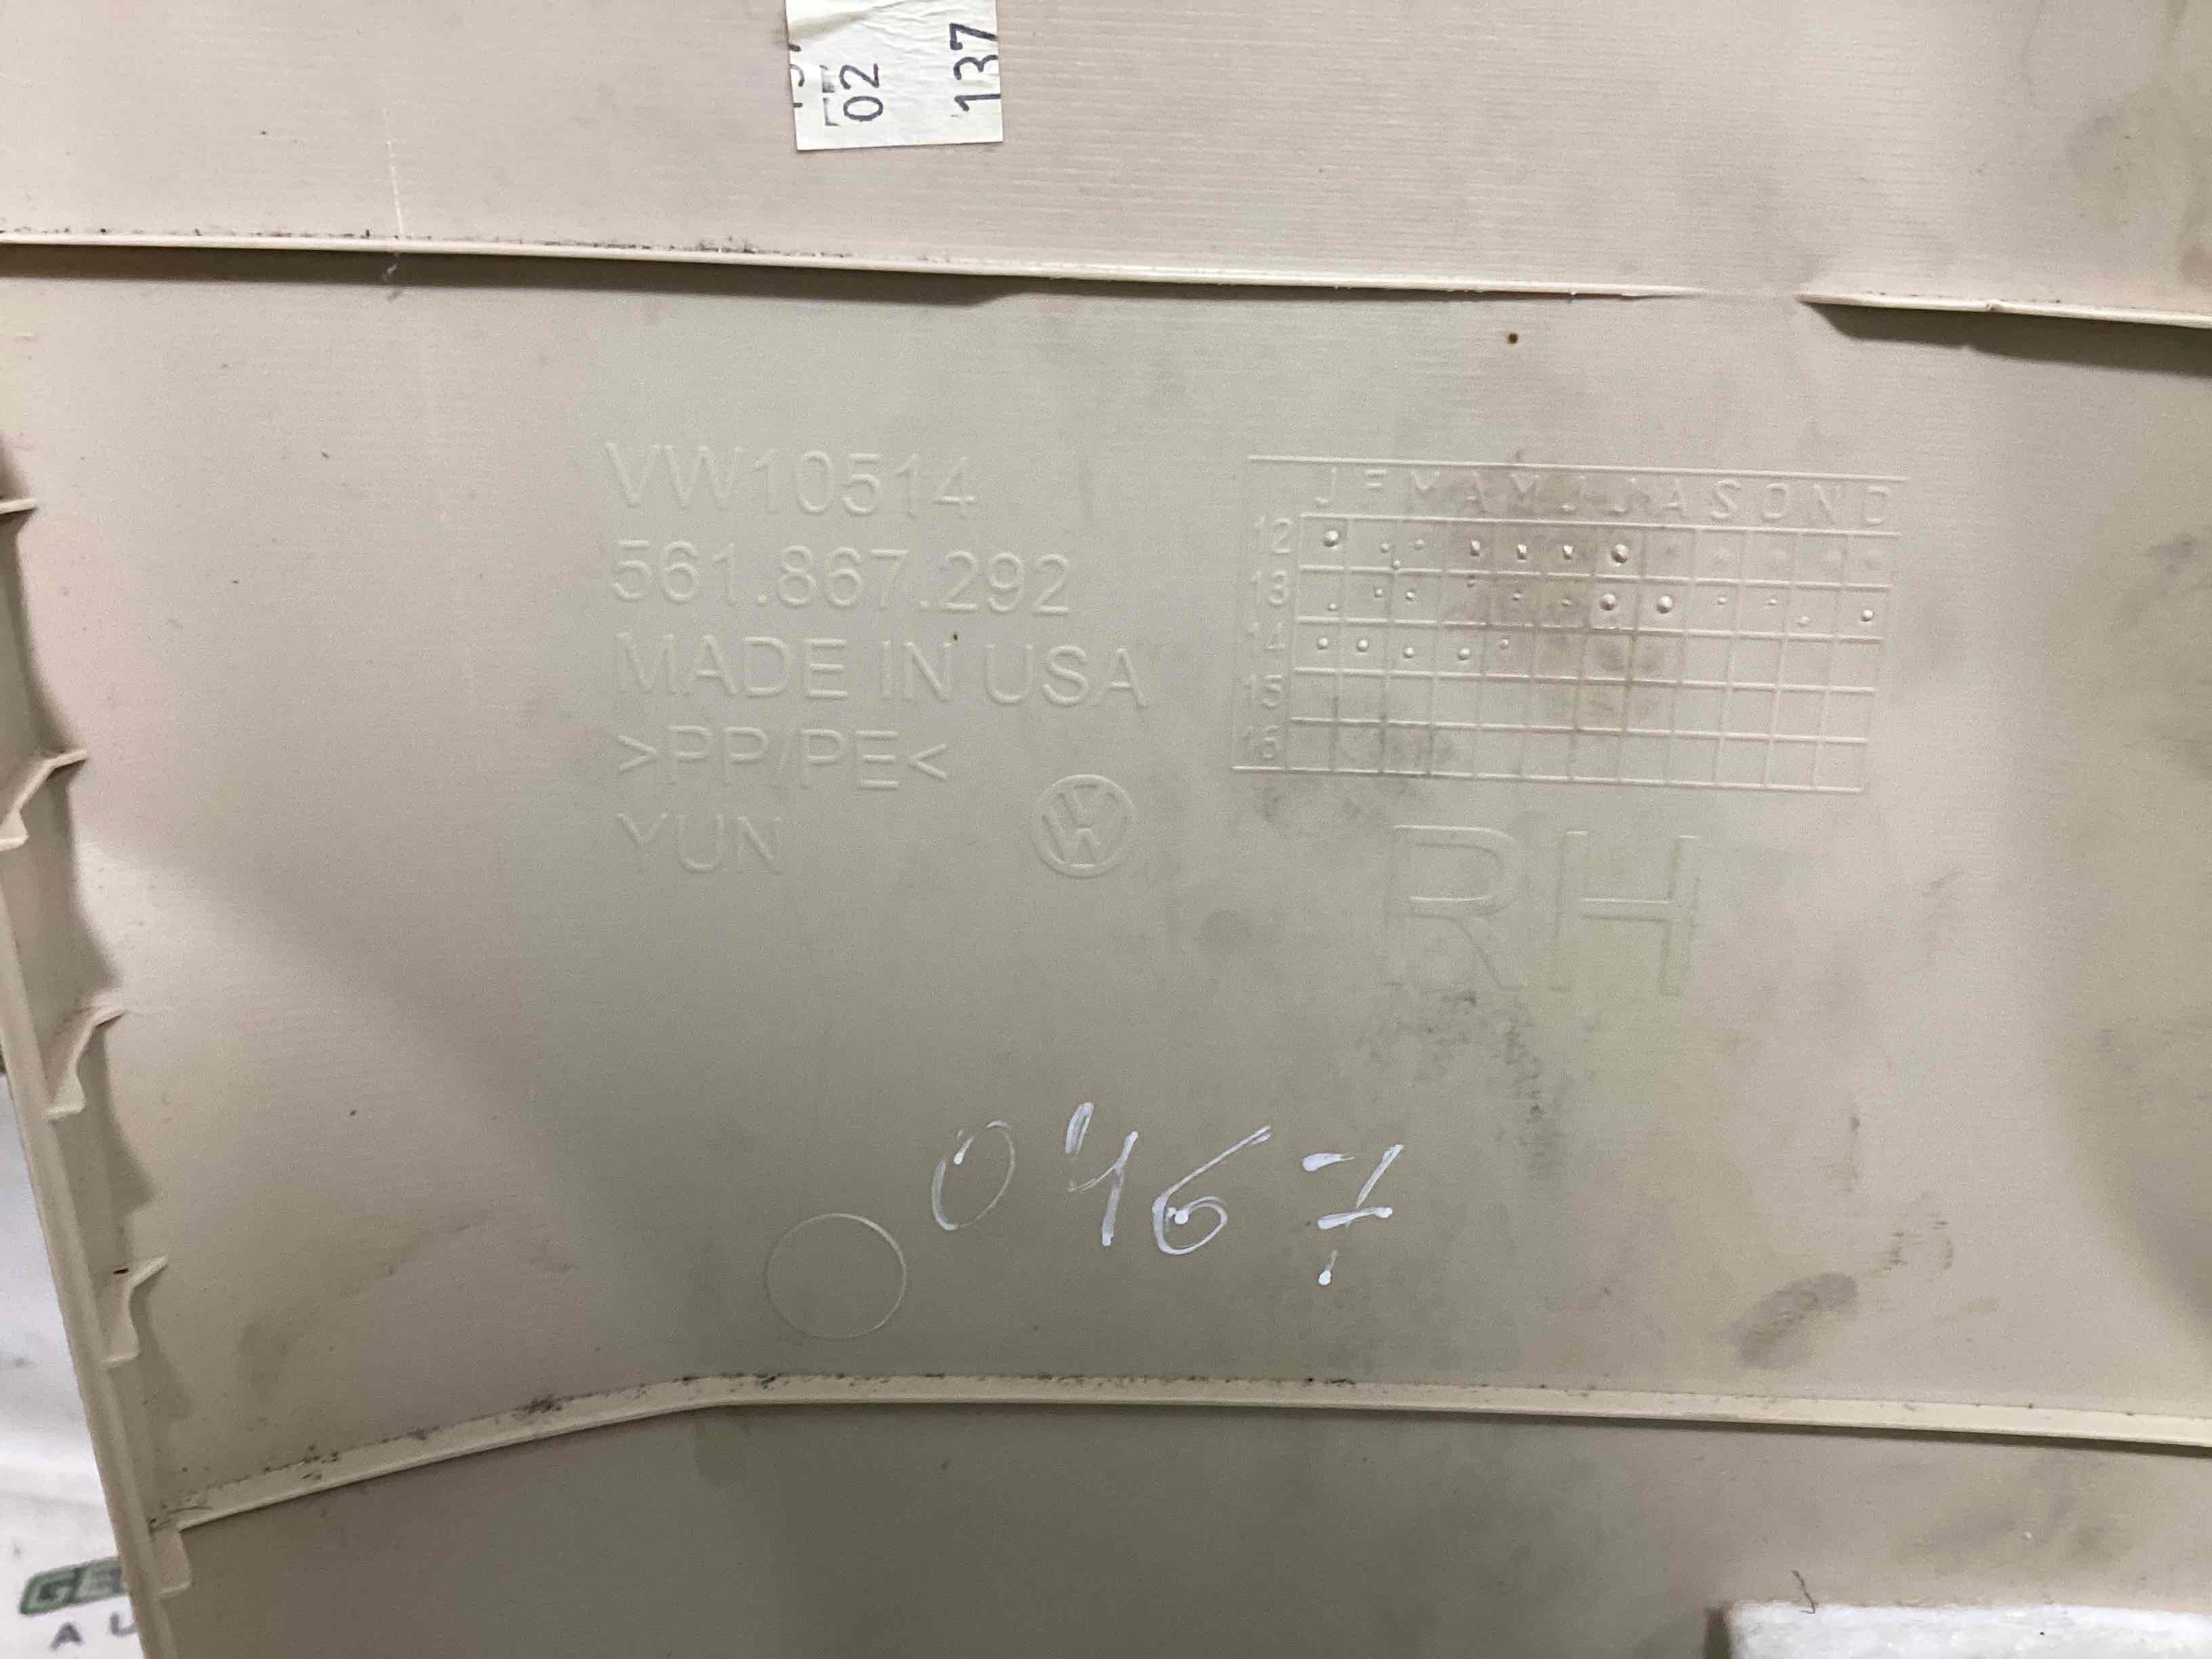 02
137
VW10514
561.867.292
MADE IN USA
>PP/PE<
YUN
J F M A M J J A S O N D
12
13
14
15
16
RH
0467